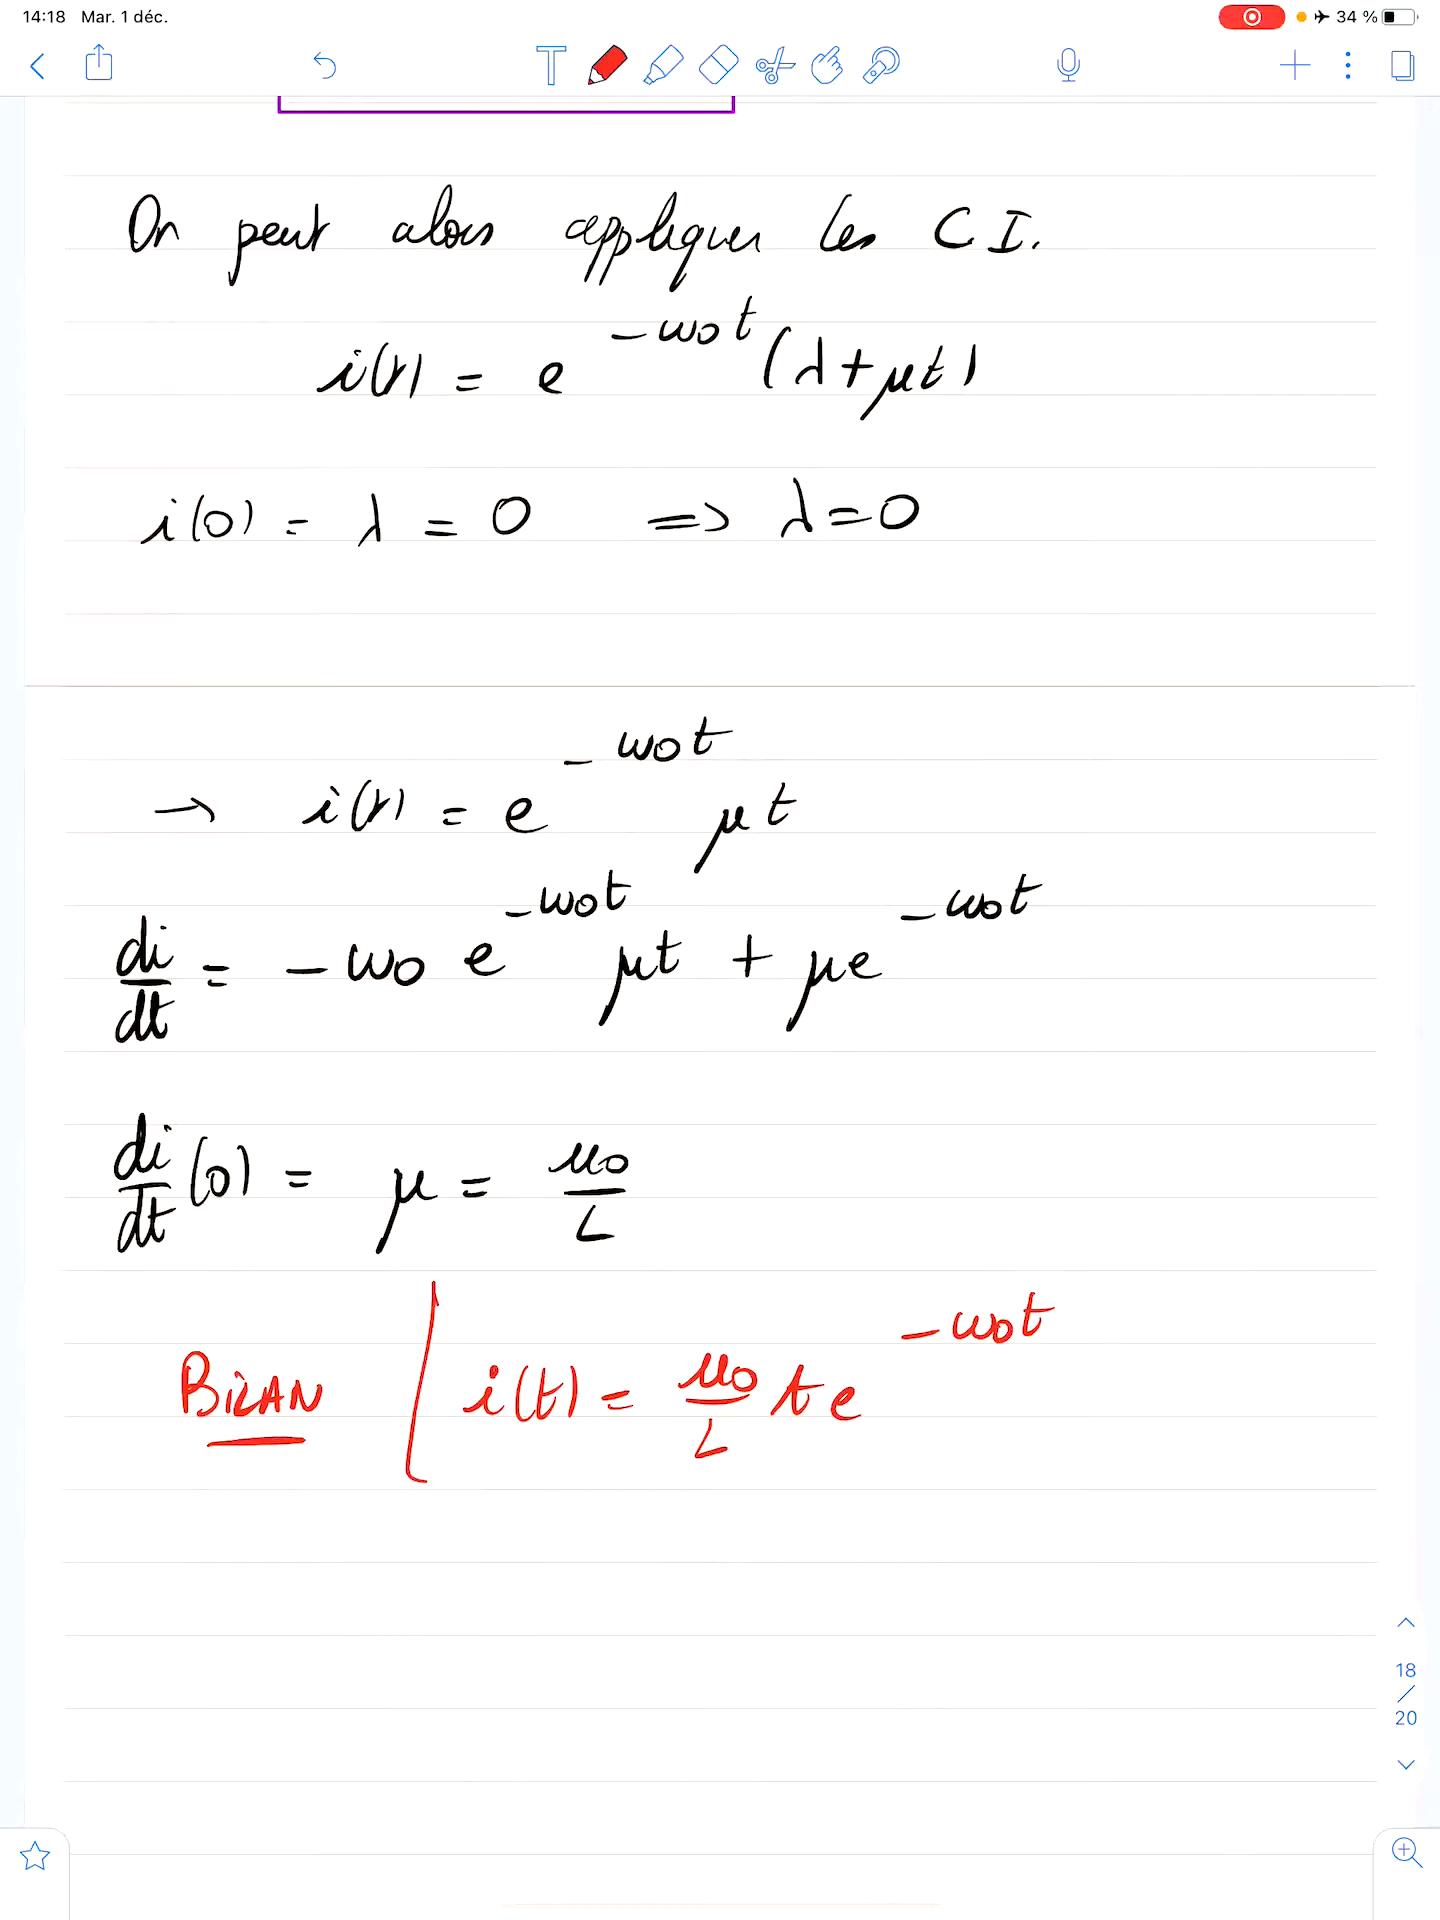 14:18 Mar. 1 déc. 34 %
On peut alors appliquer les C I.
i(t) = e^{-ω0t} (λ+μt)
i(0) = λ = 0 => λ=0
→ i(t) = e^{-ω0t} μt
di/dt = -ω0 e^{-ω0t} μt + μe^{-ω0t}
di/dt (0) = μ = u0/L
BILAN i(t) = u0/L t e^{-ω0t}
18
/
20